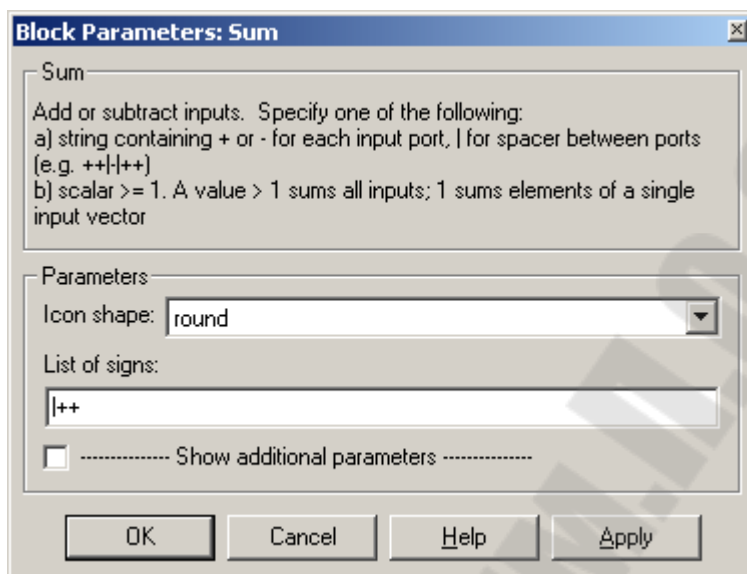 Block Parameters: Sum
Sum
Add or subtract inputs.  Specify one of the following:
a) string containing + or - for each input port, | for spacer between ports
(e.g. ++|-|++)
b) scalar >= 1. A value > 1 sums all inputs; 1 sums elements of a single
input vector
Parameters
Icon shape: round
List of signs:
|++
-------------- Show additional parameters --------------
OK Cancel Help Apply